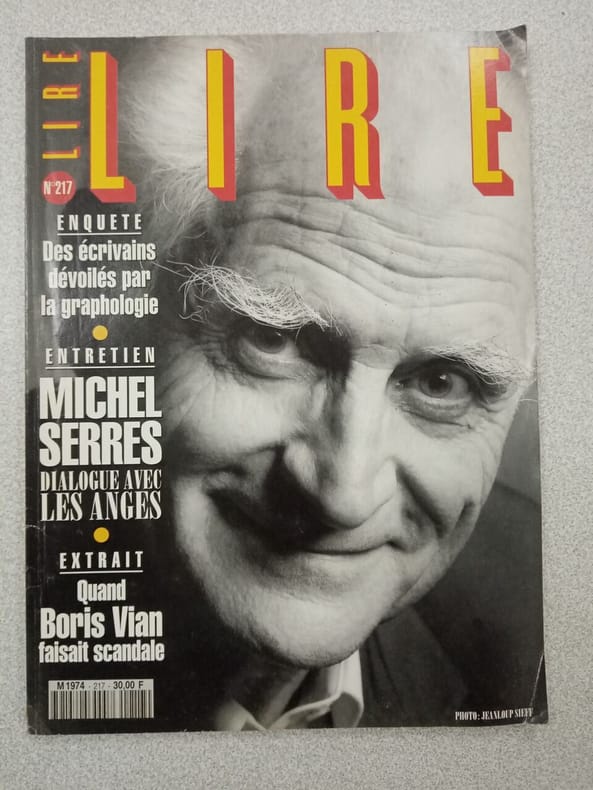 LIRE
LIRE
N°217
ENQUETE
Des écrivains
dévoilés par
la graphologie
ENTRETIEN
MICHEL
SERRES
DIALOGUE AVEC
LES ANGES
EXTRAIT
Quand
Boris Vian
faisait scandale
M 1974 - 217 - 30,00 F
PHOTO : JEANLOUP SIEFF